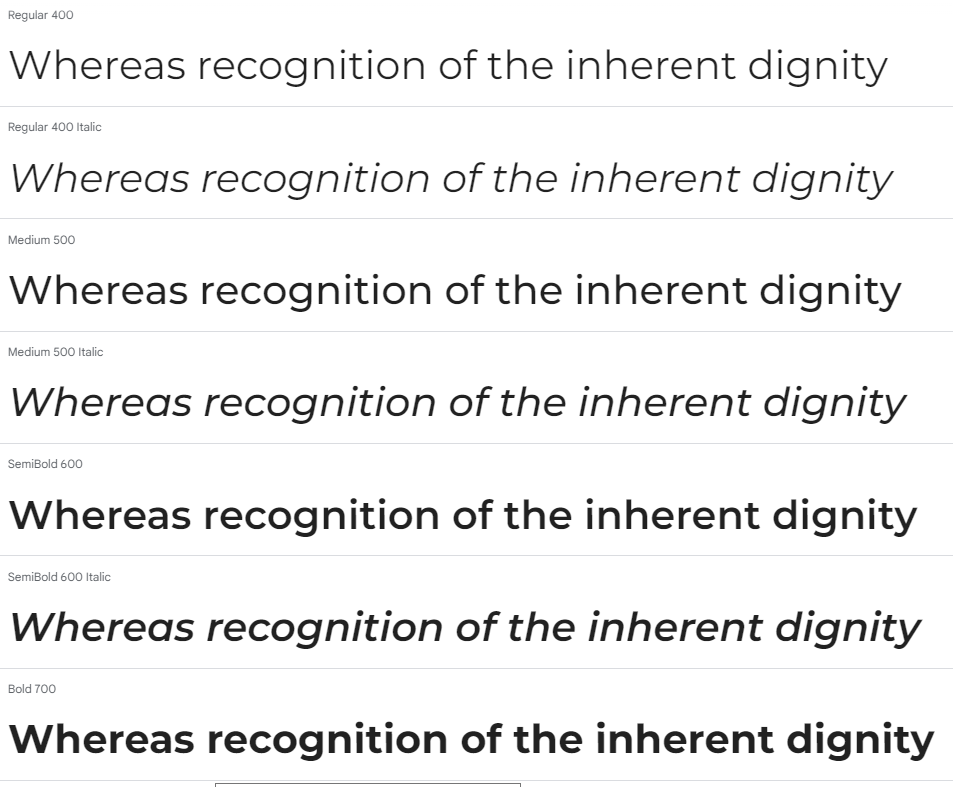 Regular 400
Whereas recognition of the inherent dignity
Regular 400 Italic
Whereas recognition of the inherent dignity
Medium 500
Whereas recognition of the inherent dignity
Medium 500 Italic
Whereas recognition of the inherent dignity
SemiBold 600
Whereas recognition of the inherent dignity
SemiBold 600 Italic
Whereas recognition of the inherent dignity
Bold 700
Whereas recognition of the inherent dignity